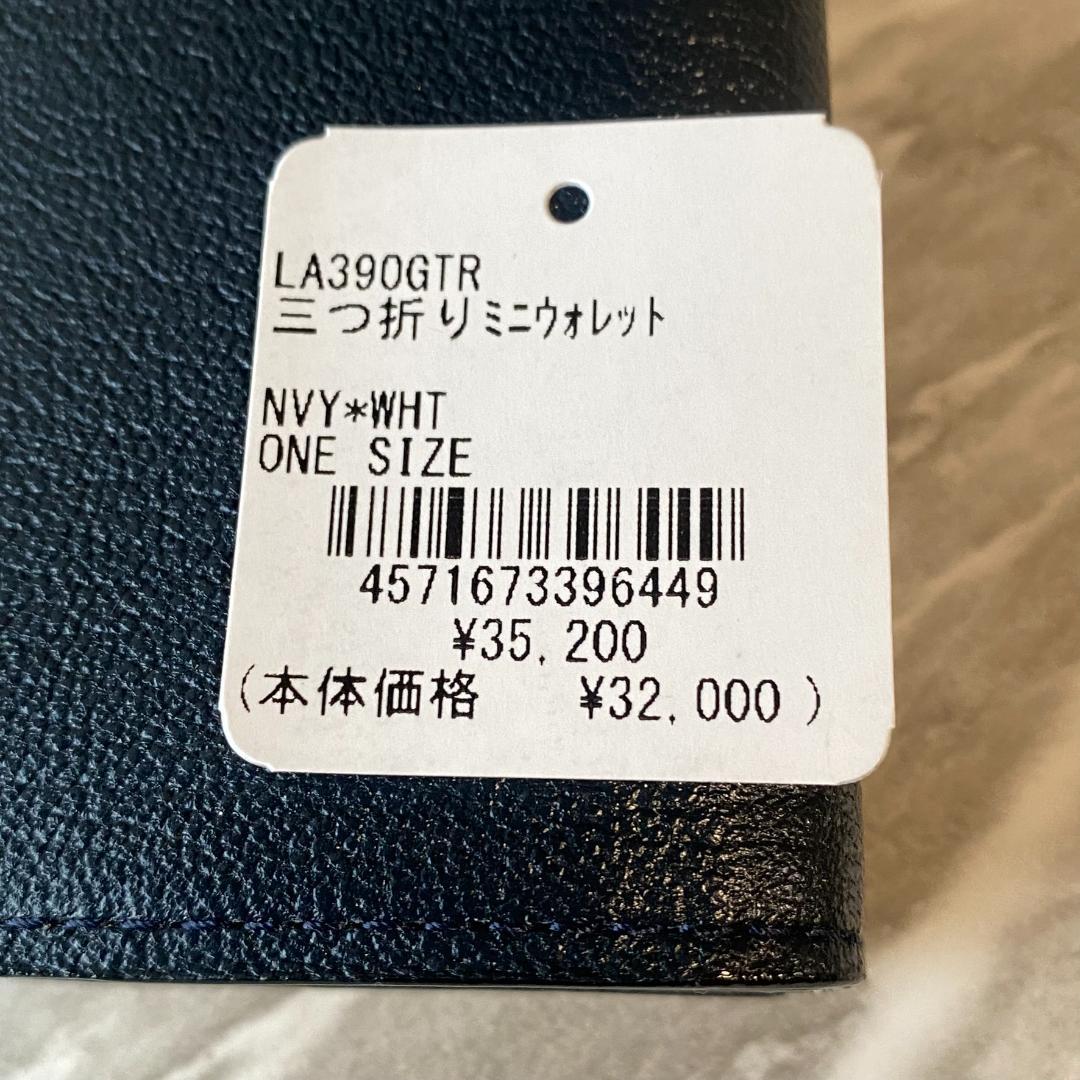 LA390GTR
三つ折りﾐﾆｳｫﾚｯﾄ
NVY*WHT
ONE SIZE
4571673396449
¥35,200
(本体価格 ¥32,000 )